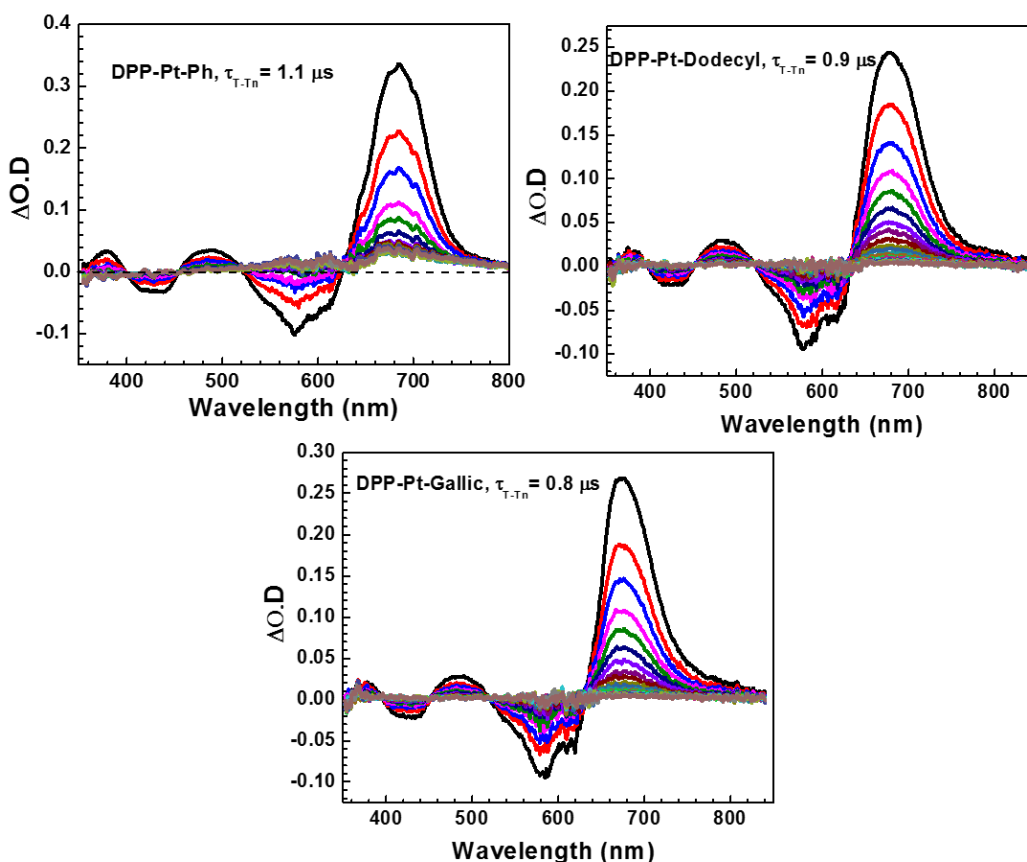 DPP-Pt-Ph, τT-Tn = 1.1 μs
ΔO.D
0.4
0.3
0.2
0.1
0.0
-0.1
400 500 600 700 800
Wavelength (nm)
DPP-Pt-Dodecyl, τT-Tn = 0.9 μs
ΔO.D
0.25
0.20
0.15
0.10
0.05
0.00
-0.05
-0.10
400 500 600 700 800
Wavelength (nm)
DPP-Pt-Gallic, τT-Tn = 0.8 μs
ΔO.D
0.30
0.25
0.20
0.15
0.10
0.05
0.00
-0.05
-0.10
400 500 600 700 800
Wavelength (nm)